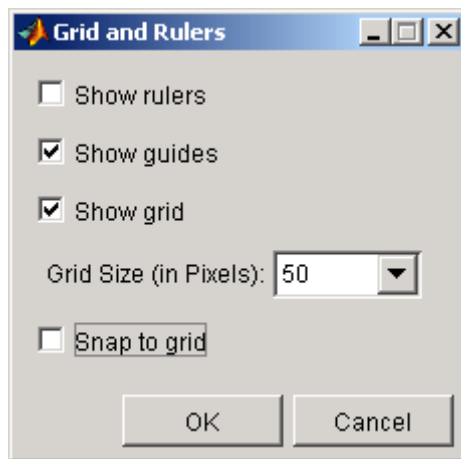 Grid and Rulers
Show rulers
Show guides
Show grid
Grid Size (in Pixels): 50
Snap to grid
OK Cancel